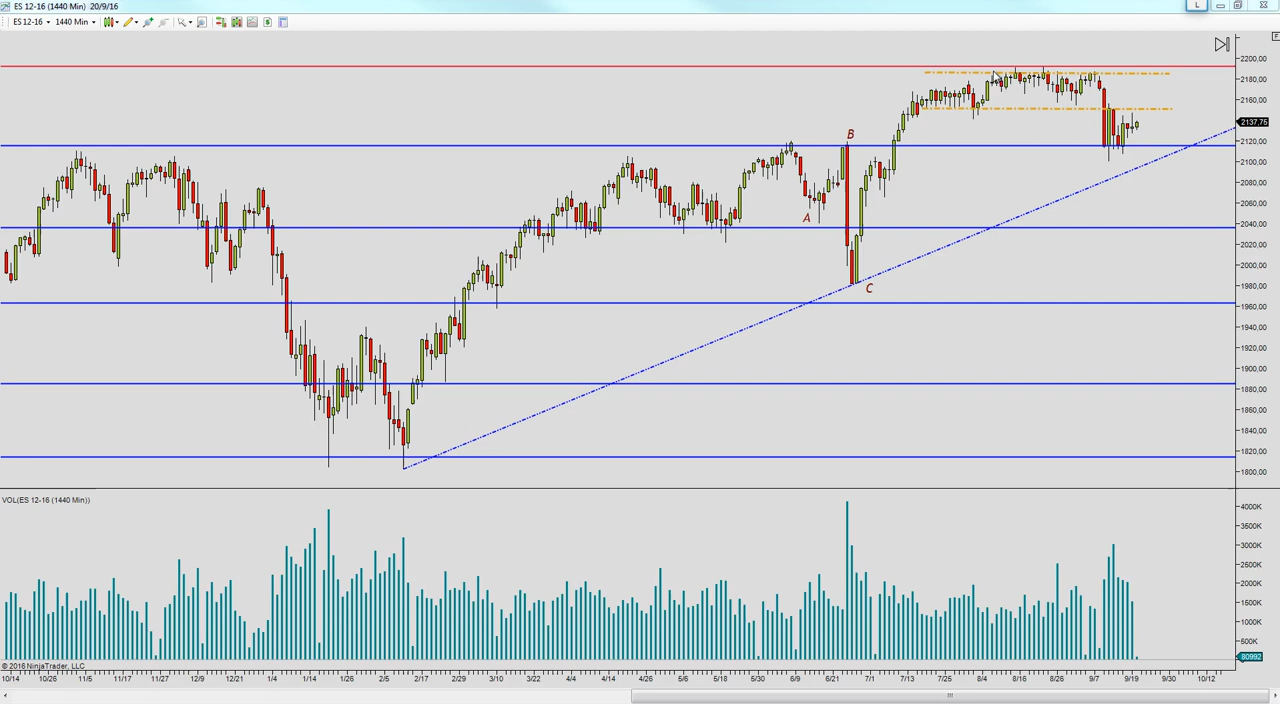 ES 12-16 (1440 Min) 20/9/16
L
ES 12-16
1440 Min
$
F
2200,00
2180,00
2160,00
2137,75
2120,00
2100,00
2080,00
2060,00
2040,00
2020,00
2000,00
1980,00
1960,00
1940,00
1920,00
1900,00
1880,00
1860,00
1840,00
1820,00
1800,00
B
A
C
VOL(ES 12-16 (1440 Min))
4000K
3500K
3000K
2500K
2000K
1500K
1000K
500K
80992
© 2016 NinjaTrader, LLC
10/14 10/26 11/5 11/17 11/27 12/9 12/21 1/4 1/14 1/26 2/5 2/17 2/29 3/10 3/22 4/4 4/14 4/26 5/6 5/18 5/30 6/9 6/21 7/1 7/13 7/25 8/4 8/16 8/26 9/7 9/19 9/30 10/12